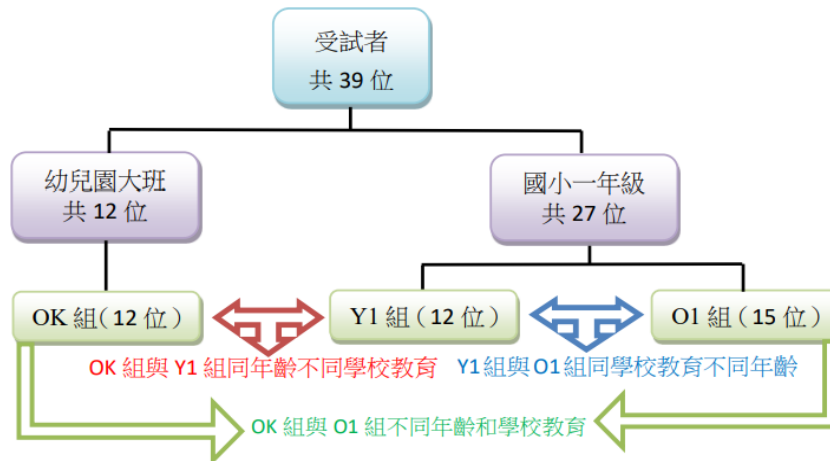 受試者
共 39 位
幼兒園大班
共 12 位
國小一年級
共 27 位
OK 組(12 位)
Y1 組(12 位)
O1 組(15 位)
OK 組與 Y1 組同年齡不同學校教育
Y1 組與 O1 組同學校教育不同年齡
OK 組與 O1 組不同年齡和學校教育